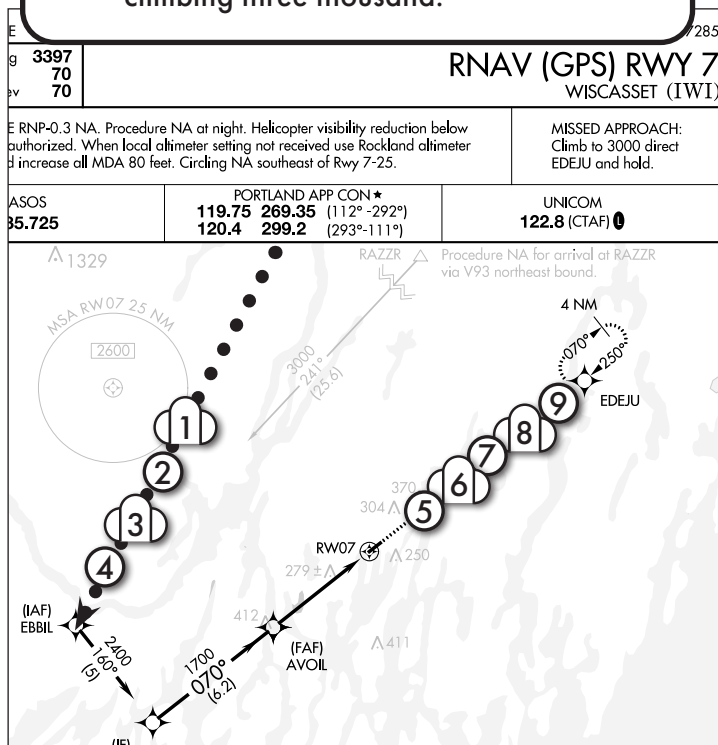 climbing three thousand.
E
7285
g 3397
70
ev 70
RNAV (GPS) RWY 7
WISCASSET (IWI)
E RNP-0.3 NA. Procedure NA at night. Helicopter visibility reduction below
authorized. When local altimeter setting not received use Rockland altimeter
d increase all MDA 80 feet. Circling NA southeast of Rwy 7-25.
MISSED APPROACH:
Climb to 3000 direct
EDEJU and hold.
ASOS
35.725
PORTLAND APP CON★
119.75 269.35 (112° -292°)
120.4 299.2 (293°-111°)
UNICOM
122.8 (CTAF) L
1329
RAZZR
Procedure NA for arrival at RAZZR
via V93 northeast bound.
MSA RW07 25 NM
2600
3000
241°
(25.6)
4 NM
070°
250°
EDEJU
1
2
3
4
5
6
7
8
9
370
304
RW07
250
279 ±
412
411
(IAF)
EBBIL
2400
160°
(5)
(FAF)
AVOIL
1700
070°
(6.2)
(IF)